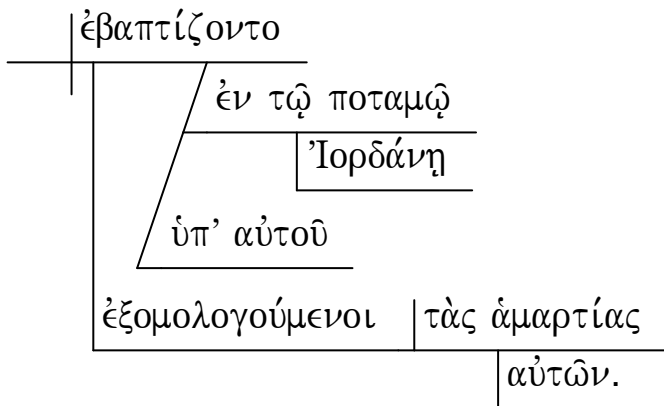 ἐβαπτίζοντο
ἐν τῷ ποταμῷ
Ἰορδάνῃ
ὑπ’ αὐτοῦ
ἐξομολογούμενοι τὰς ἁμαρτίας
αὐτῶν.